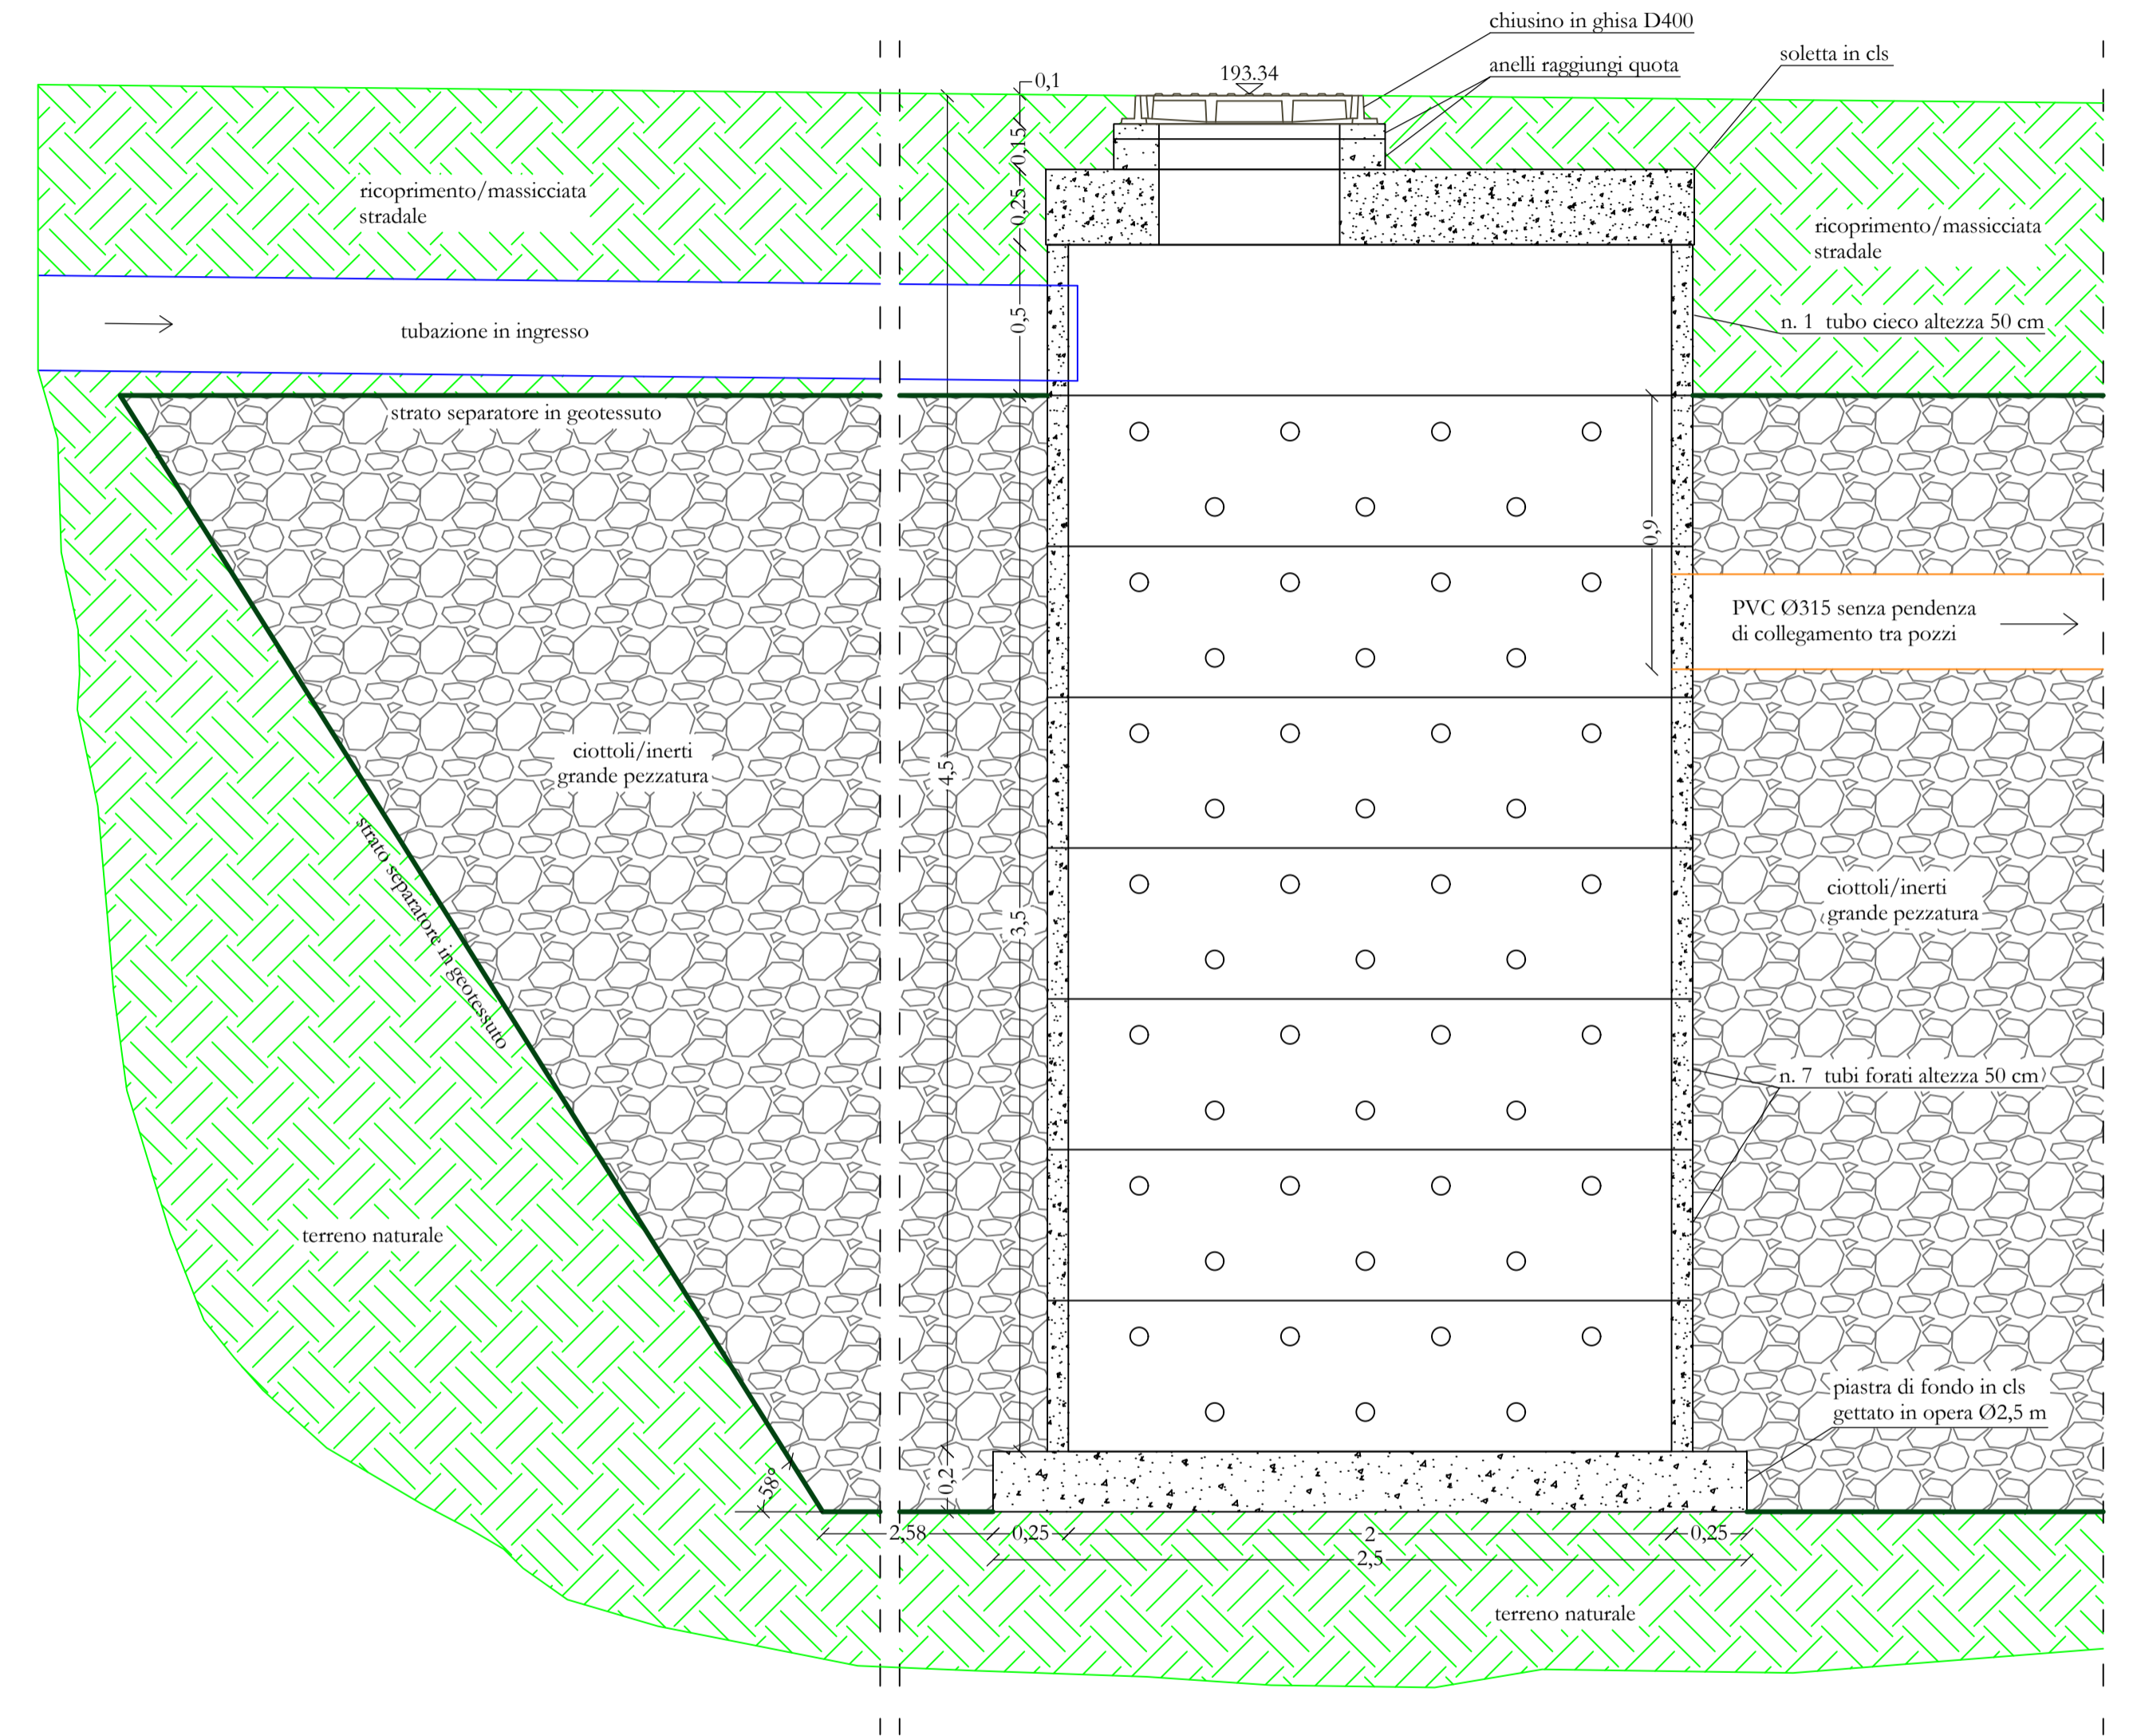 chiusino in ghisa D400
anelli raggiungi quota
soletta in cls
193.34
0,1
0,15
0,25
0,5
ricoprimento/massicciata
stradale
ricoprimento/massicciata
stradale
tubazione in ingresso
n. 1 tubo cieco altezza 50 cm
strato separatore in geotessuto
0,9
PVC Ø315 senza pendenza
di collegamento tra pozzi
ciottoli/inerti
grande pezzatura
4,5
3,5
strato separatore in geotessuto
ciottoli/inerti
grande pezzatura
n. 7 tubi forati altezza 50 cm
terreno naturale
piastra di fondo in cls
gettato in opera Ø2,5 m
58°
0,2
2,58
0,25
2
0,25
2,5
terreno naturale